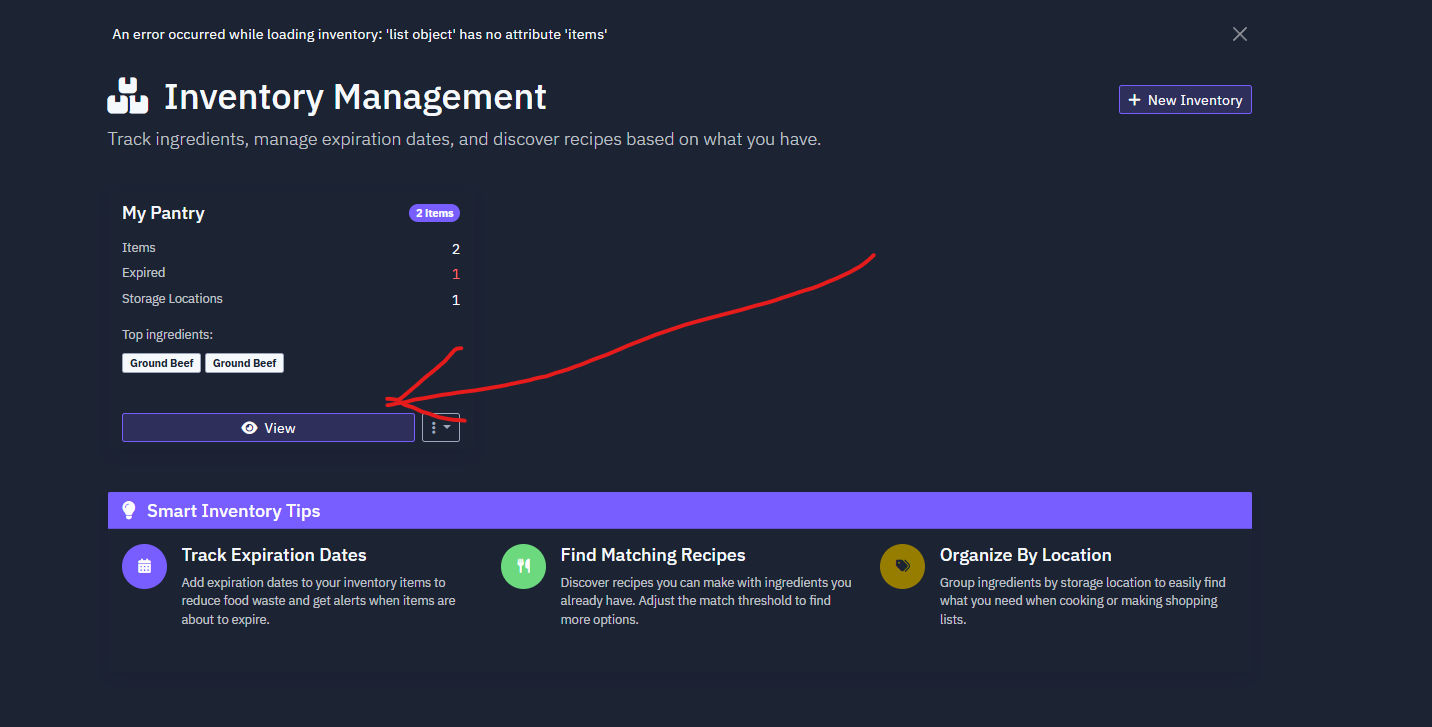 An error occurred while loading inventory: 'list object' has no attribute 'items'
Inventory Management
New Inventory
Track ingredients, manage expiration dates, and discover recipes based on what you have.
My Pantry
2 Items
Items 2
Expired 1
Storage Locations 1
Top ingredients:
Ground Beef Ground Beef
View
Smart Inventory Tips
Track Expiration Dates
Add expiration dates to your inventory items to
reduce food waste and get alerts when items are
about to expire.
Find Matching Recipes
Discover recipes you can make with ingredients you
already have. Adjust the match threshold to find
more options.
Organize By Location
Group ingredients by storage location to easily find
what you need when cooking or making shopping
lists.